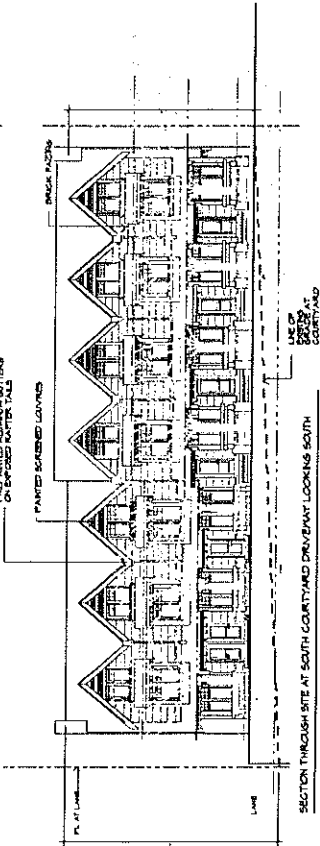 GUTTERS
ON EXPOSED RAFTER TAILS
PAINTED SCREENED LOUVRES
BRICK FACING
PL AT LANE
LANE
LINE OF
EXISTING
GRADE AT
COURTYARD
SECTION THROUGH SITE AT SOUTH COURTYARD DRIVEWAY LOOKING SOUTH